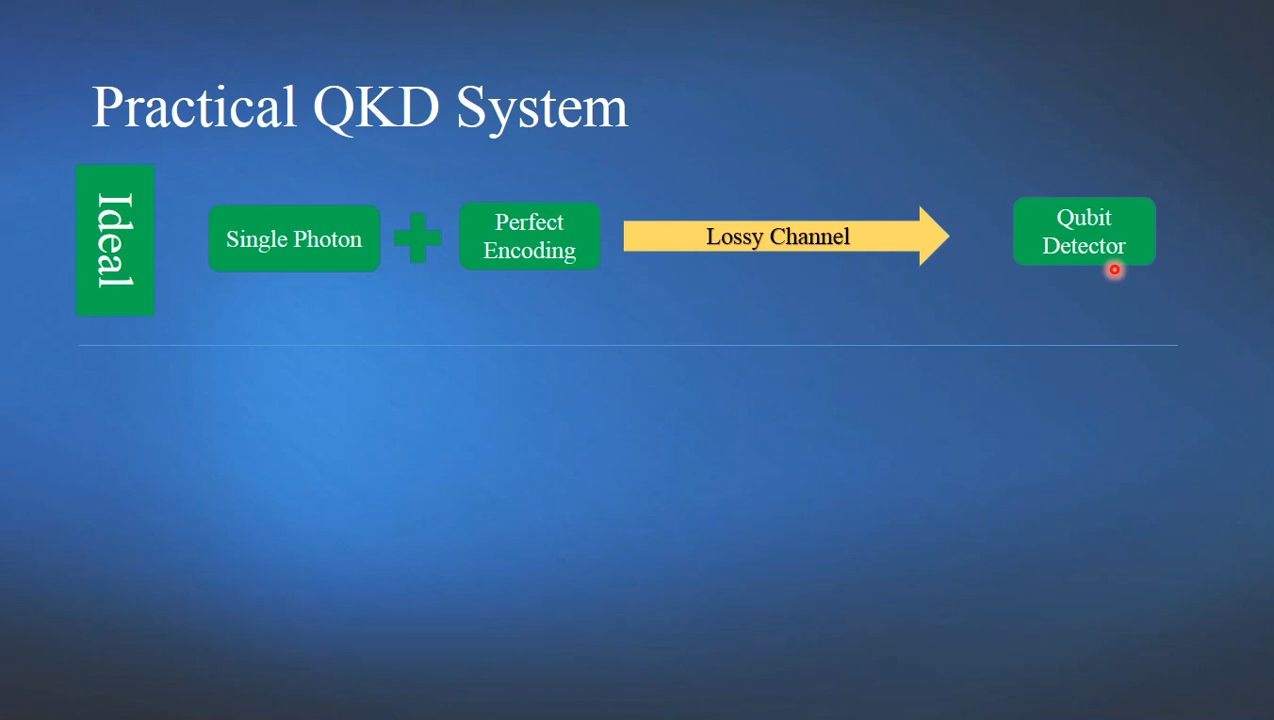 Practical QKD System
Ideal
Single Photon
Perfect
Encoding
Lossy Channel
Qubit
Detector